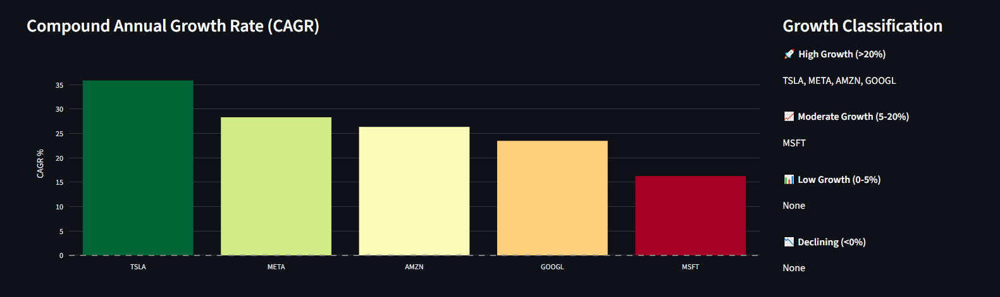 Compound Annual Growth Rate (CAGR)
CAGR %
35
30
25
20
15
10
5
0
TSLA
META
AMZN
GOOGL
MSFT
Growth Classification
🚀 High Growth (>20%)
TSLA, META, AMZN, GOOGL
📈 Moderate Growth (5-20%)
MSFT
📊 Low Growth (0-5%)
None
📉 Declining (<0%)
None